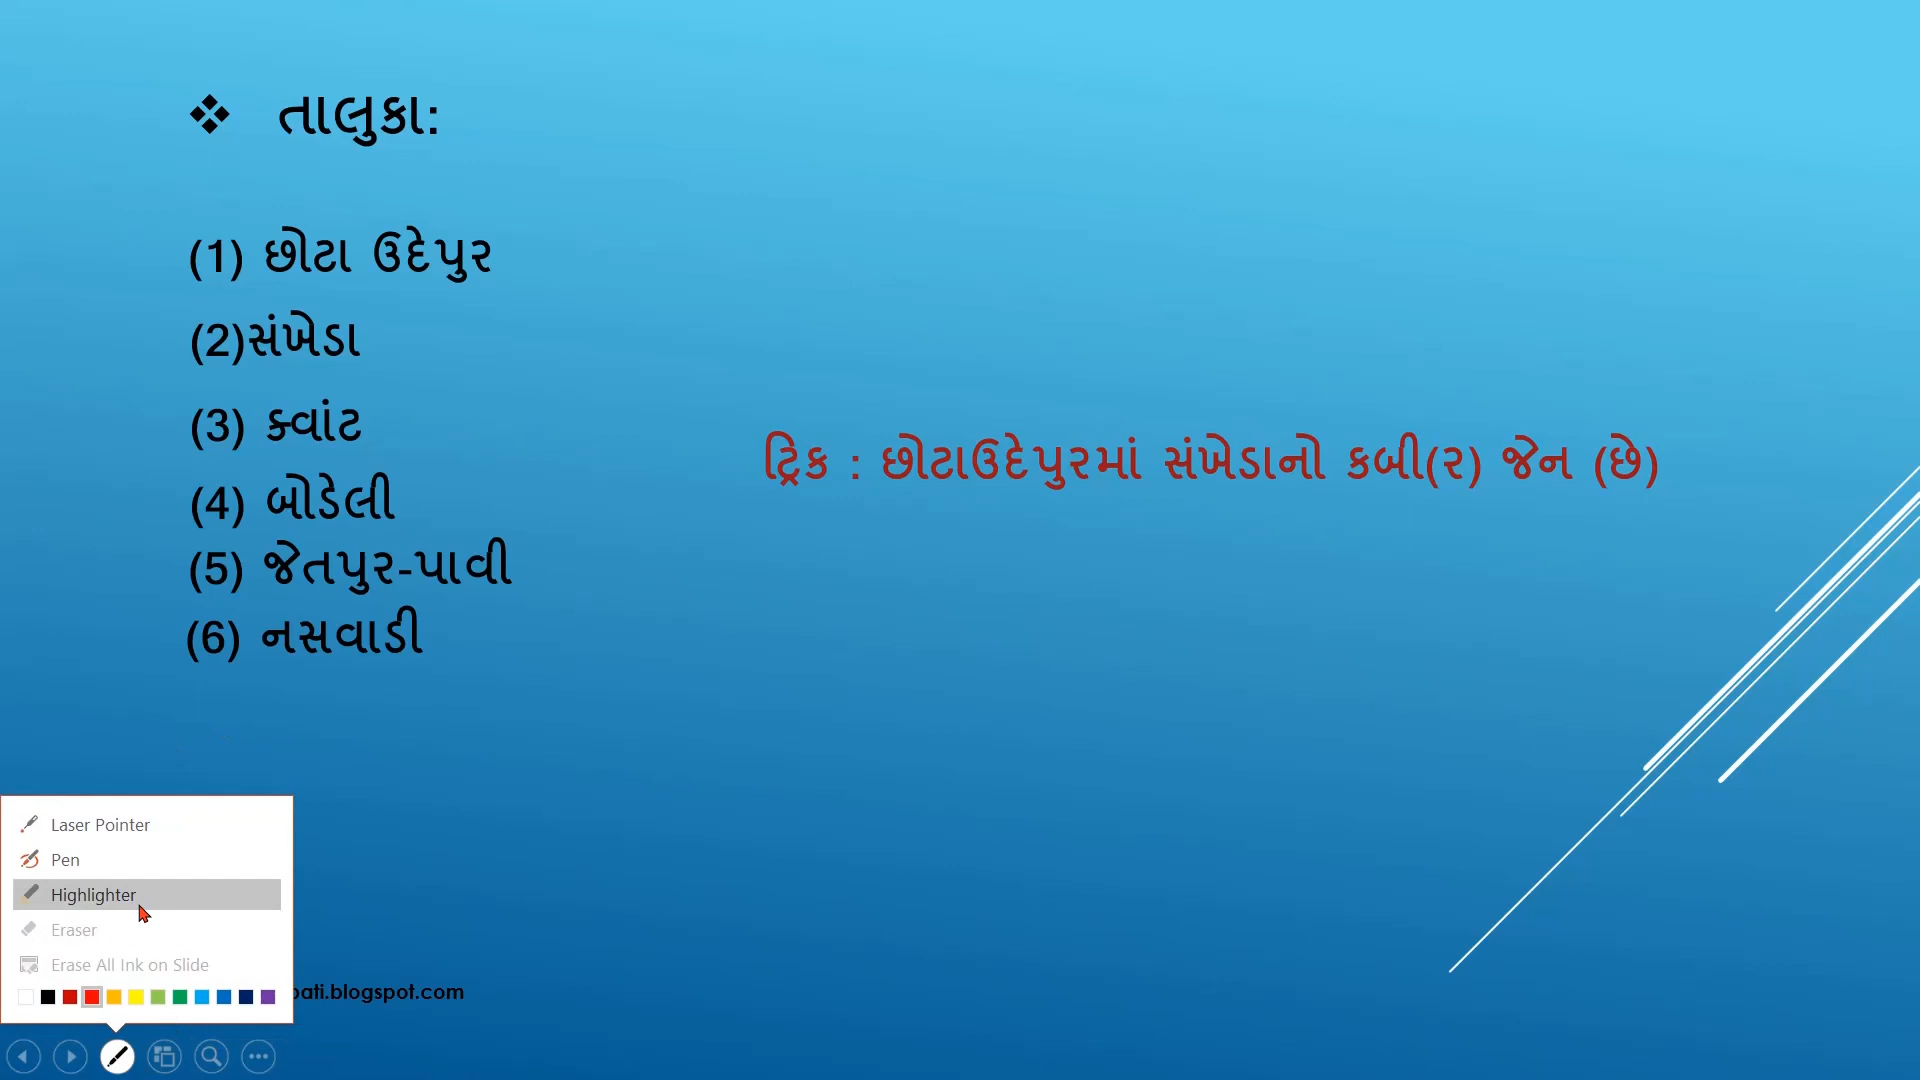 ❖ તાલુકા:
(1) છોટા ઉદેપુર
(2)સંખેડા
(3) ક્વાંટ
(4) બોડેલી
(5) જેતપુર-પાવી
(6) નસવાડી
ટ્રિક : છોટાઉદેપુરમાં સંખેડાનો કબી(ર) જેન (છે)
Laser Pointer
Pen
Highlighter
Eraser
Erase All Ink on Slide
pati.blogspot.com